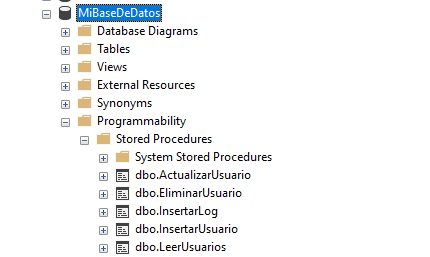 MiBaseDeDatos
Database Diagrams
Tables
Views
External Resources
Synonyms
Programmability
Stored Procedures
System Stored Procedures
dbo.ActualizarUsuario
dbo.EliminarUsuario
dbo.InsertarLog
dbo.InsertarUsuario
dbo.LeerUsuarios